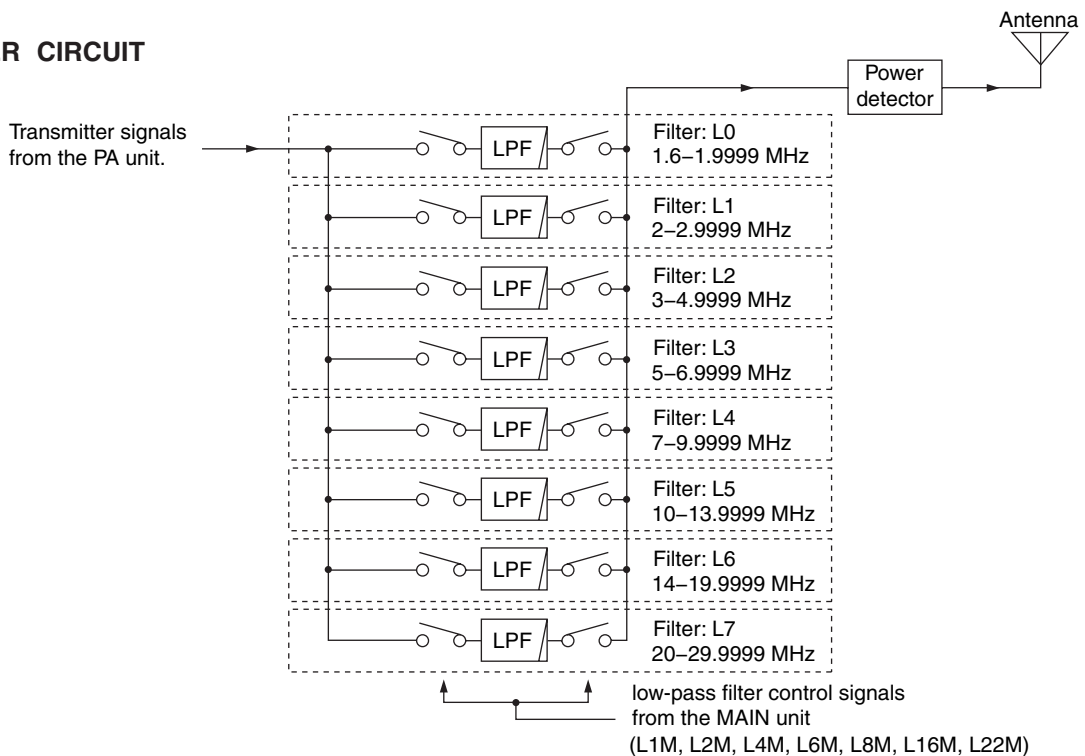 R CIRCUIT
Antenna
Power
detector
Transmitter signals
from the PA unit.
LPF
Filter: L0
1.6–1.9999 MHz
LPF
Filter: L1
2–2.9999 MHz
LPF
Filter: L2
3–4.9999 MHz
LPF
Filter: L3
5–6.9999 MHz
LPF
Filter: L4
7–9.9999 MHz
LPF
Filter: L5
10–13.9999 MHz
LPF
Filter: L6
14–19.9999 MHz
LPF
Filter: L7
20–29.9999 MHz
low-pass filter control signals
from the MAIN unit
(L1M, L2M, L4M, L6M, L8M, L16M, L22M)